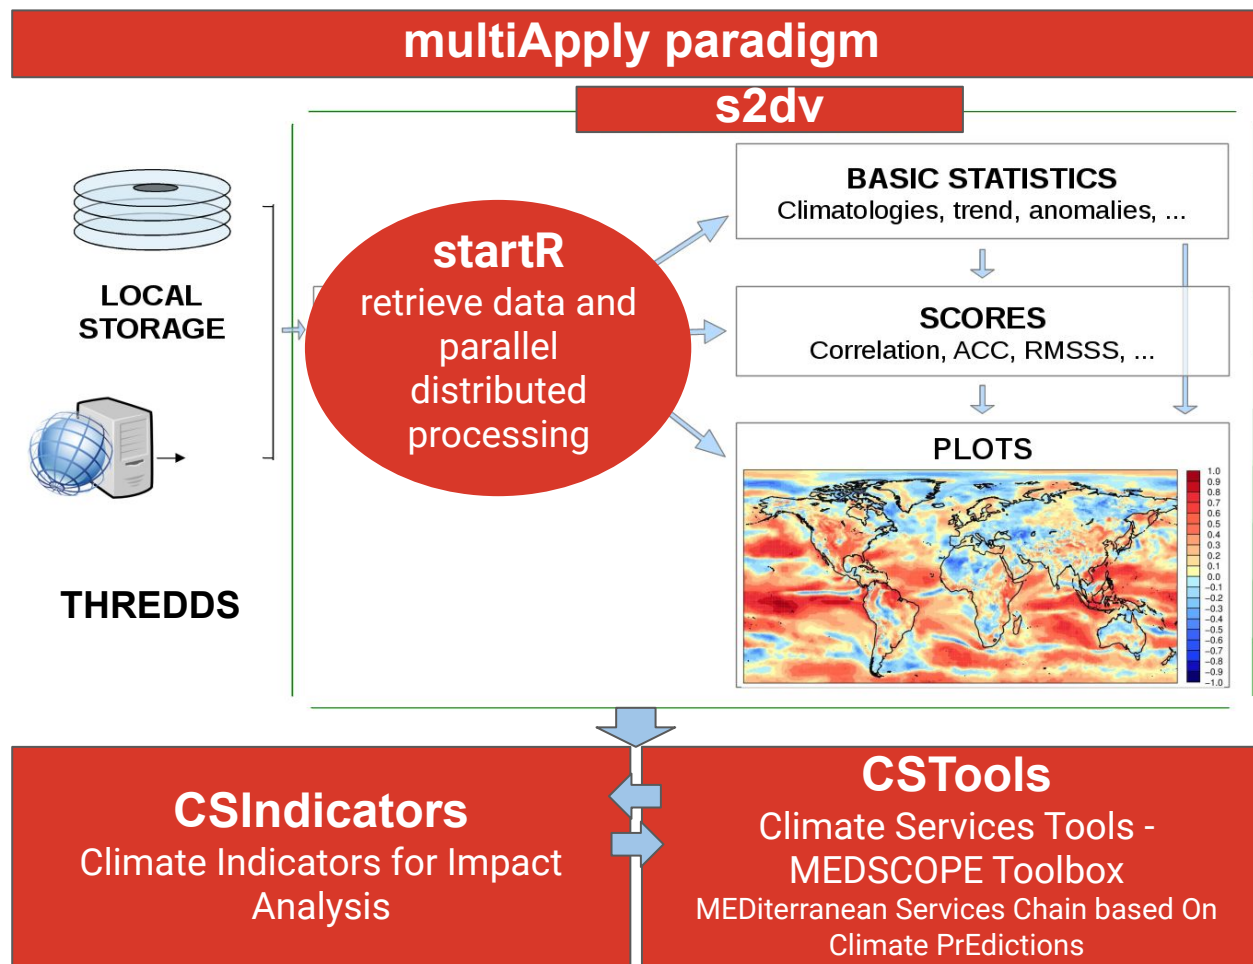 multiApply paradigm
s2dv
LOCAL
STORAGE
THREDDS
startR
retrieve data and
parallel
distributed
processing
BASIC STATISTICS
Climatologies, trend, anomalies, ...
SCORES
Correlation, ACC, RMSSS, ...
PLOTS
1.0
0.9
0.8
0.7
0.6
0.5
0.4
0.3
0.2
0.1
0.0
−0.1
−0.2
−0.3
−0.4
−0.5
−0.6
−0.7
−0.8
−0.9
−1.0
CSIndicators
Climate Indicators for Impact
Analysis
CSTools
Climate Services Tools -
MEDSCOPE Toolbox
MEDiterranean Services Chain based On
Climate PrEdictions